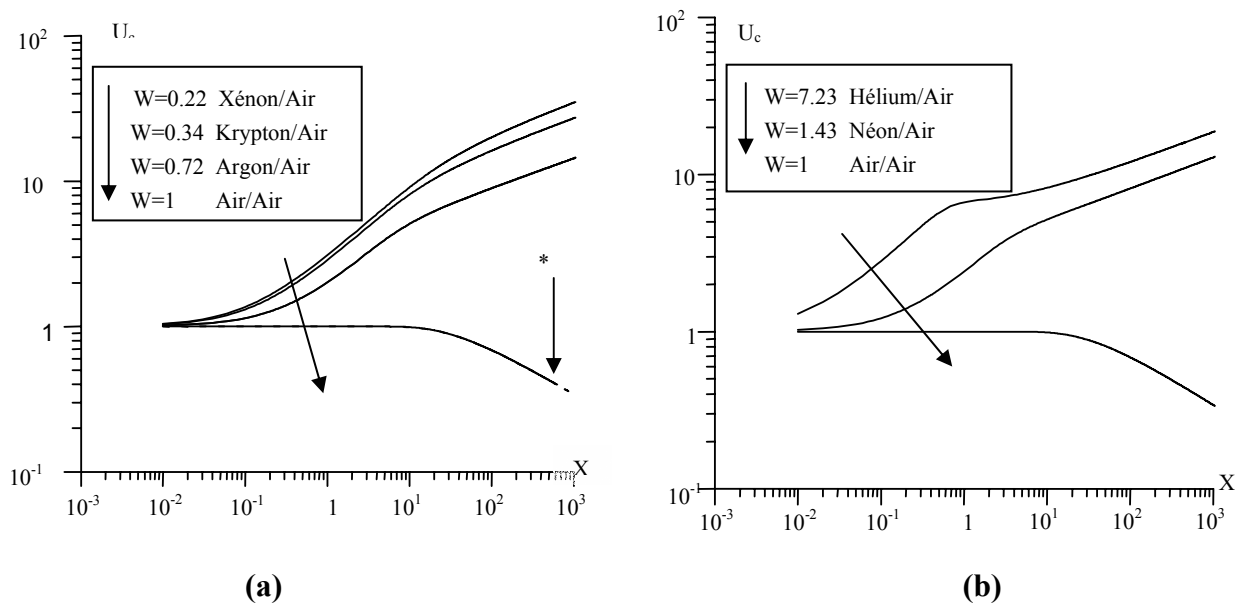 10²
U
W=0.22 Xénon/Air
W=0.34 Krypton/Air
W=0.72 Argon/Air
W=1 Air/Air
10
*
1
10⁻¹
X
10⁻³ 10⁻² 10⁻¹ 1 10¹ 10² 10³
(a)
10²
U_c
W=7.23 Hélium/Air
W=1.43 Néon/Air
W=1 Air/Air
10
1
10⁻¹
X
10⁻³ 10⁻² 10⁻¹ 1 10¹ 10² 10³
(b)